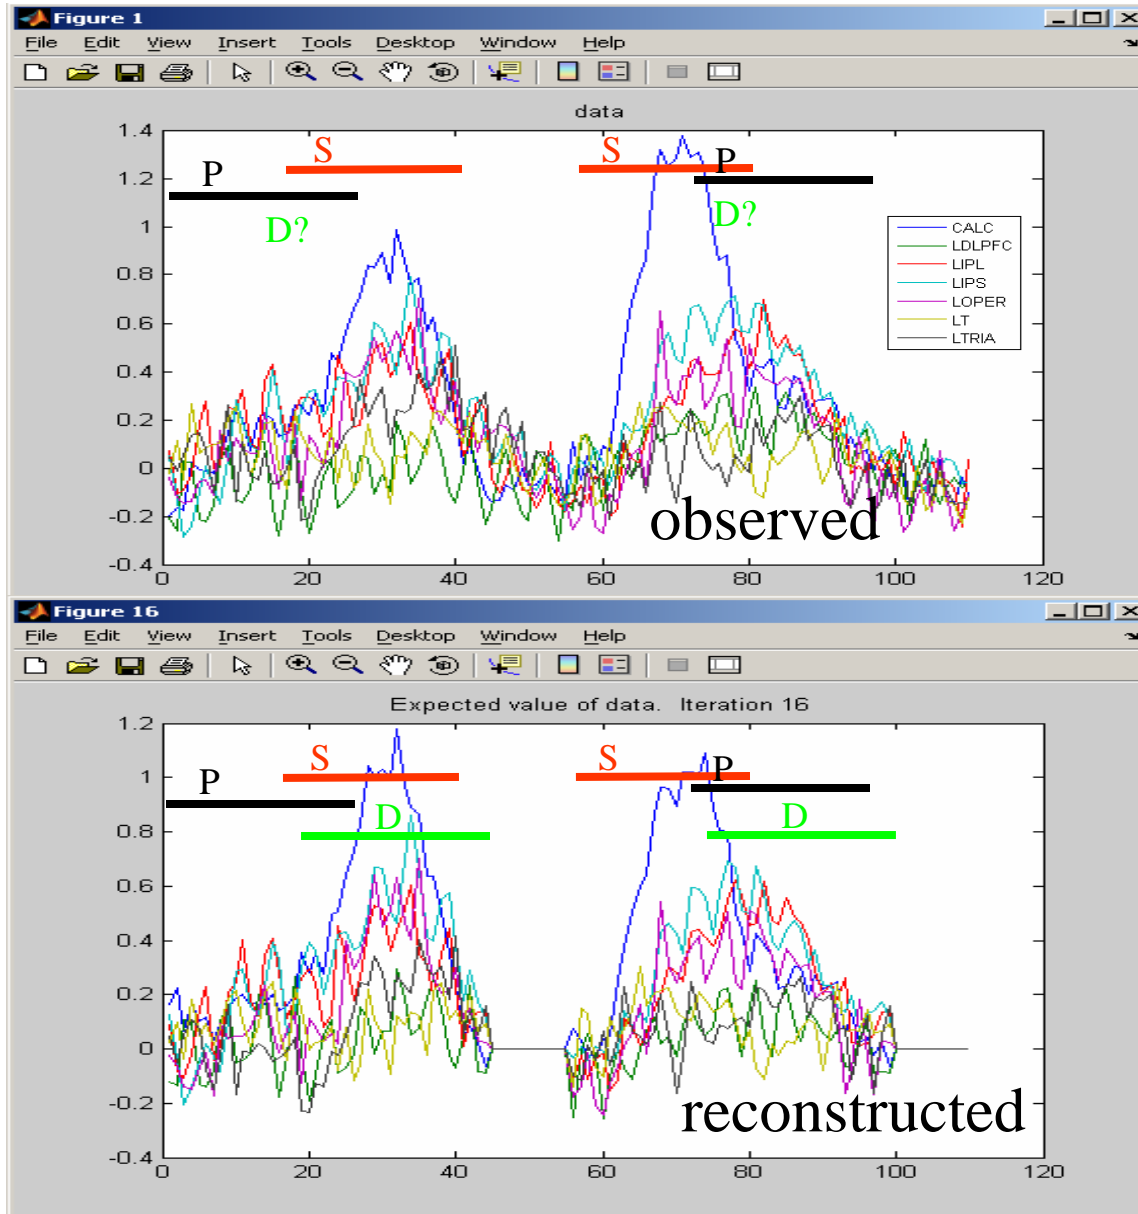 Figure 1
File Edit View Insert Tools Desktop Window Help
data
1.4
1.2
1
0.8
0.6
0.4
0.2
0
-0.2
-0.4
S
P
D?
S
P
D?
CALC
LDLPFC
LIPL
LIPS
LOPER
LT
LTRIA
observed
0 20 40 60 80 100 120
Figure 16
File Edit View Insert Tools Desktop Window Help
Expected value of data. Iteration 16
1.2
1
0.8
0.6
0.4
0.2
0
-0.2
-0.4
S
P
D
S
P
D
reconstructed
0 20 40 60 80 100 120